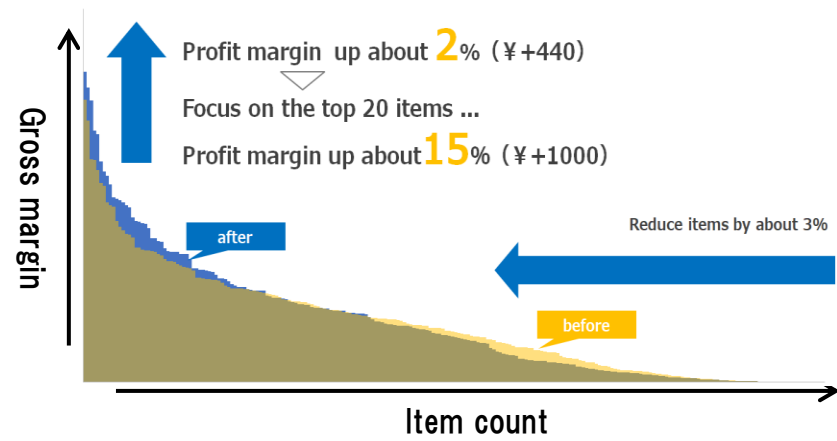 Profit margin up about 2% (¥+440)
Focus on the top 20 items ...
Profit margin up about 15% (¥+1000)
Gross margin
Reduce items by about 3%
after
before
Item count